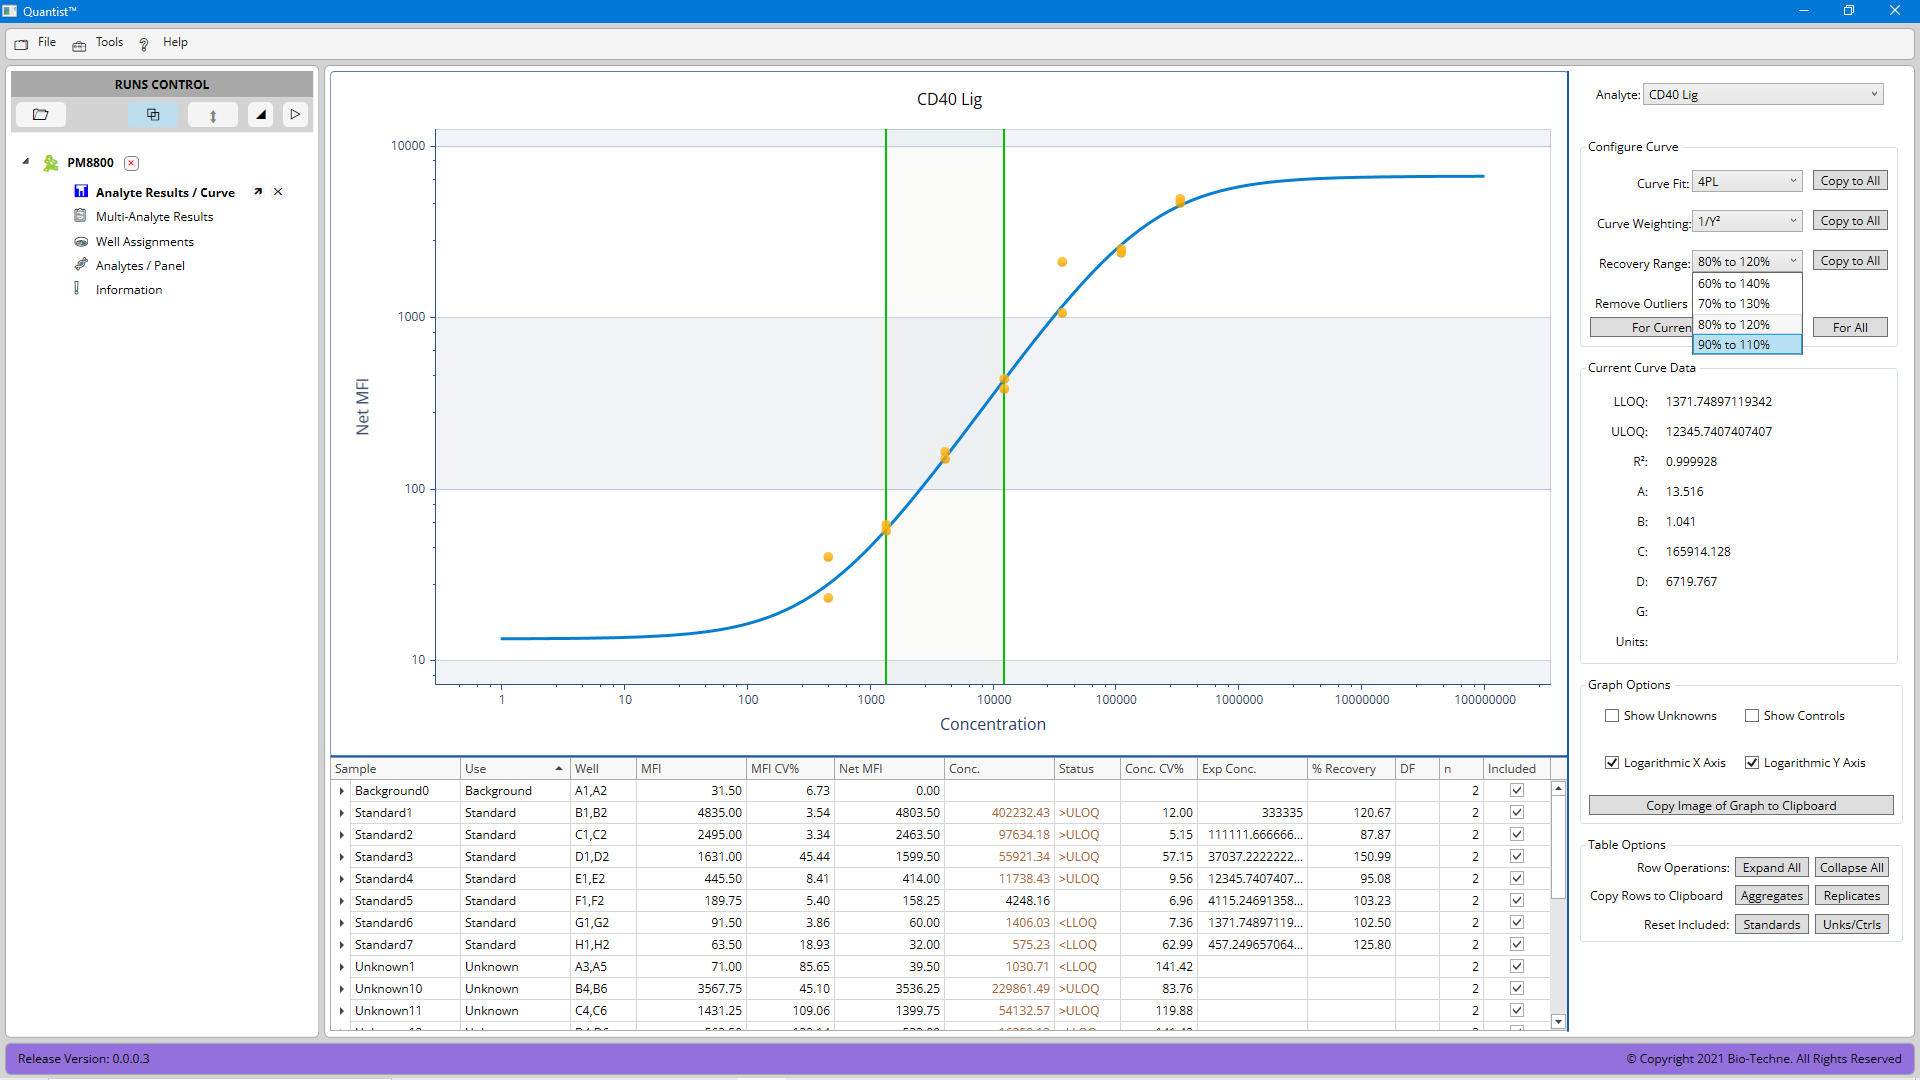 Quantist™
File Tools ? Help
RUNS CONTROL
PM8800
Analyte Results / Curve
Multi-Analyte Results
Well Assignments
Analytes / Panel
Information
CD40 Lig
10000
1000
100
10
Net MFI
1 10 100 1000 10000 100000 1000000 10000000 100000000
Concentration
Sample Use Well MFI MFI CV% Net MFI Conc. Status Conc. CV% Exp Conc. % Recovery DF n Included
Background0 Background A1,A2 31.50 6.73 0.00 2
Standard1 Standard B1,B2 4835.00 3.54 4803.50 402232.43 >ULOQ 12.00 333335 120.67 2
Standard2 Standard C1,C2 2495.00 3.34 2463.50 97634.18 >ULOQ 5.15 111111.666666... 87.87 2
Standard3 Standard D1,D2 1631.00 45.44 1599.50 55921.34 >ULOQ 57.15 37037.2222222... 150.99 2
Standard4 Standard E1,E2 445.50 8.41 414.00 11738.43 >ULOQ 9.56 12345.7407407... 95.08 2
Standard5 Standard F1,F2 189.75 5.40 158.25 4248.16 6.96 4115.24691358... 103.23 2
Standard6 Standard G1,G2 91.50 3.86 60.00 1406.03 <LLOQ 7.36 1371.74897119... 102.50 2
Standard7 Standard H1,H2 63.50 18.93 32.00 575.23 <LLOQ 62.99 457.249657064... 125.80 2
Unknown1 Unknown A3,A5 71.00 85.65 39.50 1030.71 <LLOQ 141.42 2
Unknown10 Unknown B4,B6 3567.75 45.10 3536.25 229861.49 >ULOQ 83.76 2
Unknown11 Unknown C4,C6 1431.25 109.06 1399.75 54132.57 >ULOQ 119.88 2
Analyte: CD40 Lig
Configure Curve
Curve Fit: 4PL Copy to All
Curve Weighting: 1/Y² Copy to All
Recovery Range: 80% to 120% Copy to All
60% to 140%
70% to 130%
80% to 120%
90% to 110%
Remove Outliers
For Curren For All
Current Curve Data
LLOQ: 1371.74897119342
ULOQ: 12345.7407407407
R²: 0.999928
A: 13.516
B: 1.041
C: 165914.128
D: 6719.767
G:
Units:
Graph Options
Show Unknowns Show Controls
Logarithmic X Axis Logarithmic Y Axis
Copy Image of Graph to Clipboard
Table Options
Row Operations: Expand All Collapse All
Copy Rows to Clipboard Aggregates Replicates
Reset Included: Standards Unks/Ctrls
Release Version: 0.0.0.3
© Copyright 2021 Bio-Techne. All Rights Reserved